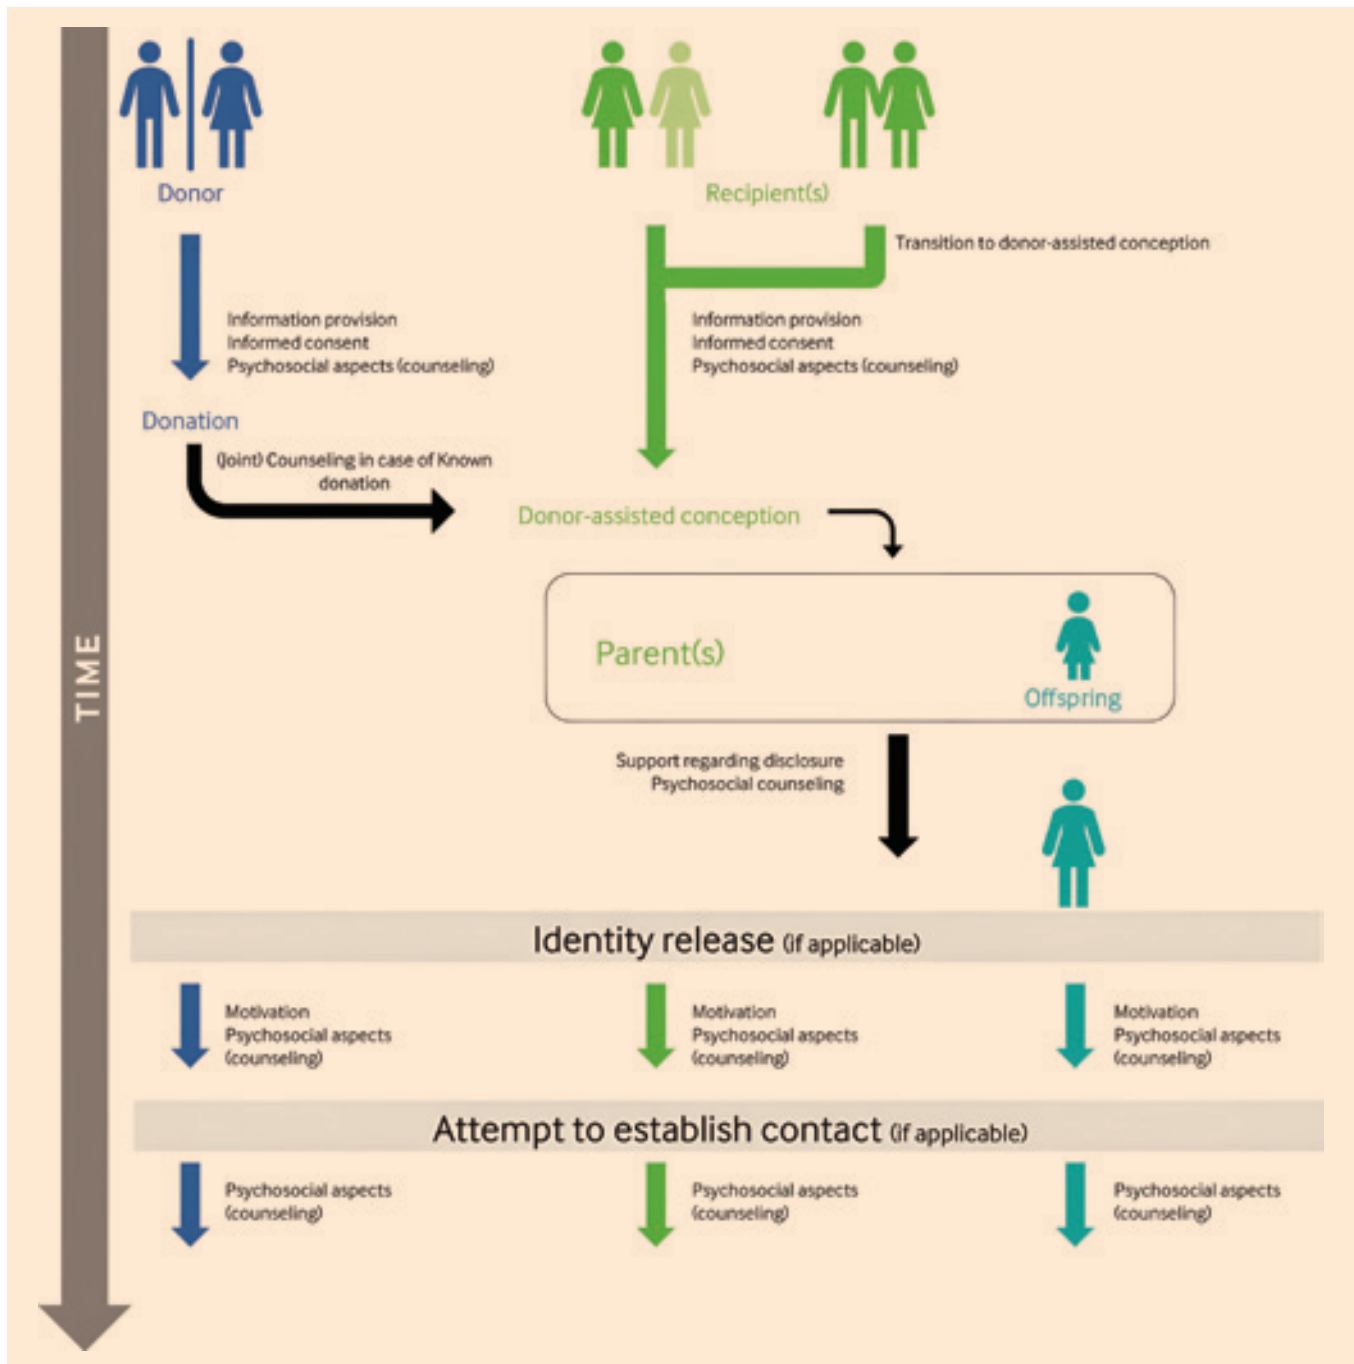 TIME
Donor
Recipient(s)
Transition to donor-assisted conception
Information provision
Informed consent
Psychosocial aspects (counseling)
Information provision
Informed consent
Psychosocial aspects (counseling)
Donation
(Joint) Counseling in case of Known
donation
Donor-assisted conception
Parent(s)
Offspring
Support regarding disclosure
Psychosocial counseling
Identity release (if applicable)
Motivation
Psychosocial aspects
(counseling)
Motivation
Psychosocial aspects
(counseling)
Motivation
Psychosocial aspects
(counseling)
Attempt to establish contact (if applicable)
Psychosocial aspects
(counseling)
Psychosocial aspects
(counseling)
Psychosocial aspects
(counseling)